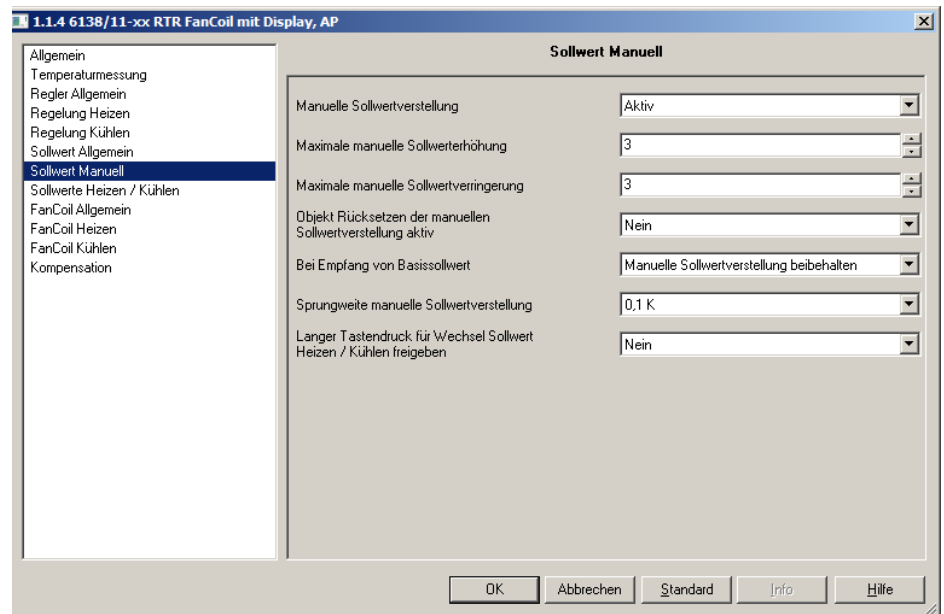 1.1.4 6138/11-xx RTR FanCoil mit Display, AP
Allgemein
Temperaturmessung
Regler Allgemein
Regelung Heizen
Regelung Kühlen
Sollwert Allgemein
Sollwert Manuell
Sollwerte Heizen / Kühlen
FanCoil Allgemein
FanCoil Heizen
FanCoil Kühlen
Kompensation
Sollwert Manuell
Manuelle Sollwertverstellung
Aktiv
Maximale manuelle Sollwerterhöhung
3
Maximale manuelle Sollwertverringerung
3
Objekt Rücksetzen der manuellen
Sollwertverstellung aktiv
Nein
Bei Empfang von Basissollwert
Manuelle Sollwertverstellung beibehalten
Sprungweite manuelle Sollwertverstellung
0,1 K
Langer Tastendruck für Wechsel Sollwert
Heizen / Kühlen freigeben
Nein
OK
Abbrechen
Standard
Info
Hilfe